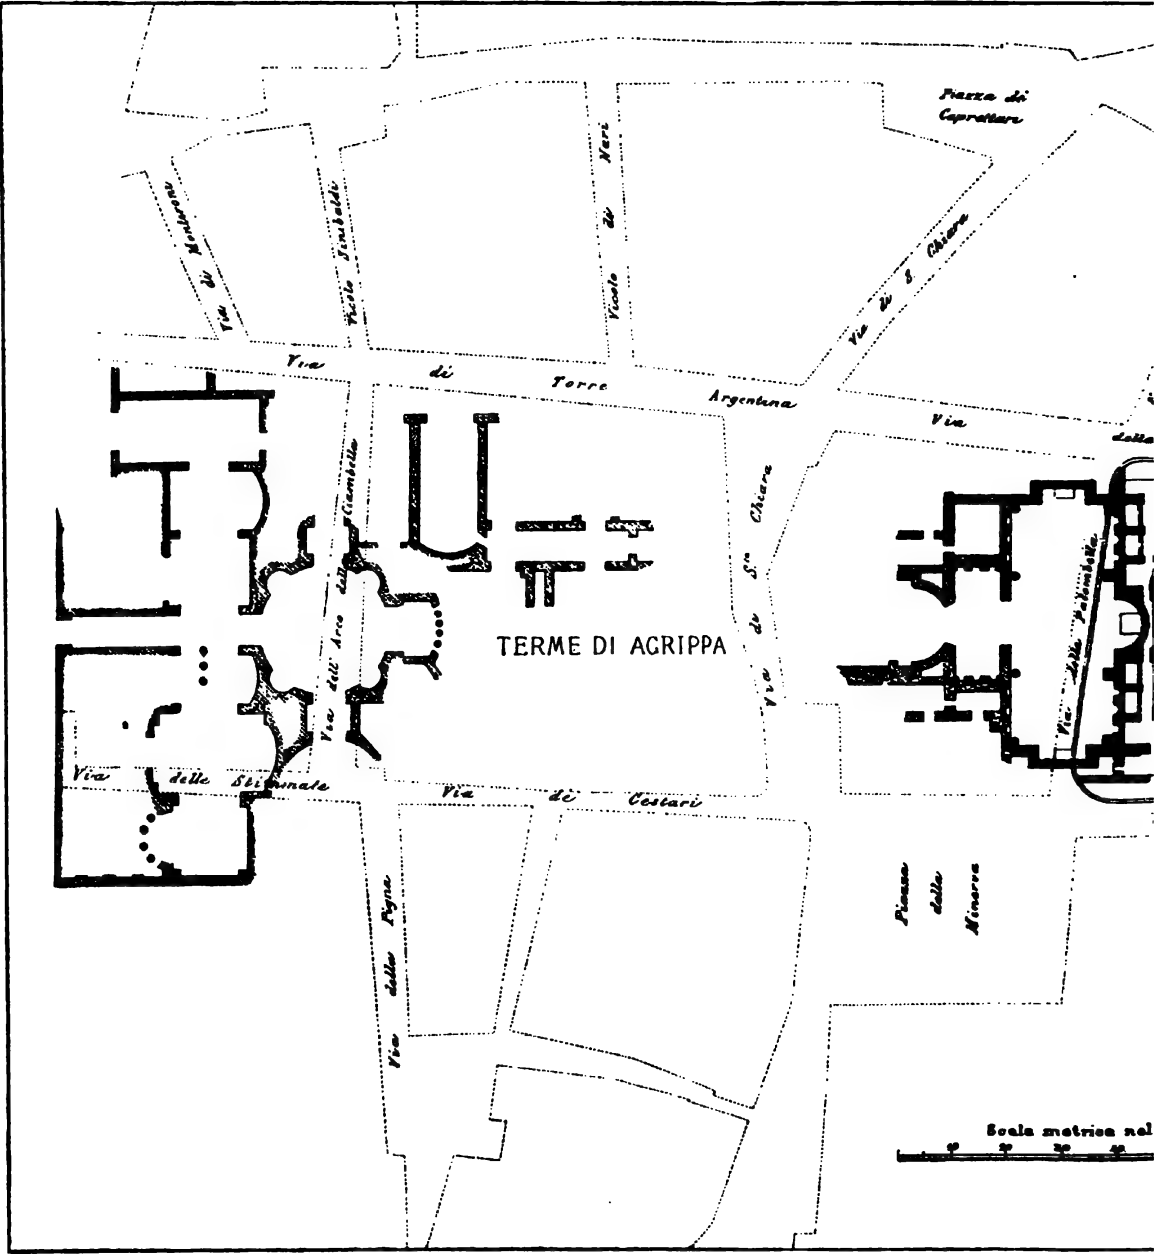 Piazza di
Caprettari
Via di Monterone
Vicolo Sinibaldi
Vicolo di Nari
Via di S. Chiara
Via di Torre Argentina
Via della
Via dell' Arco della Ciambella
Via di Sta Chiara
Via della Palombella
TERME DI AGRIPPA
Via delle Stimmate
Via de Cestari
Via della Pigna
Piazza
della
Minerva
Scala metrica nel
10 20 30 40